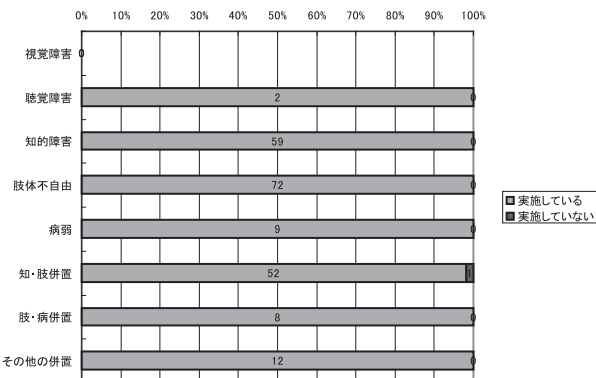 0% 10% 20% 30% 40% 50% 60% 70% 80% 90% 100%
視覚障害 0
聴覚障害 2 0
知的障害 59 0
肢体不自由 72 0
病弱 9 0
知・肢併置 52 1
肢・病併置 8 0
その他の併置 12 0
実施している
実施していない